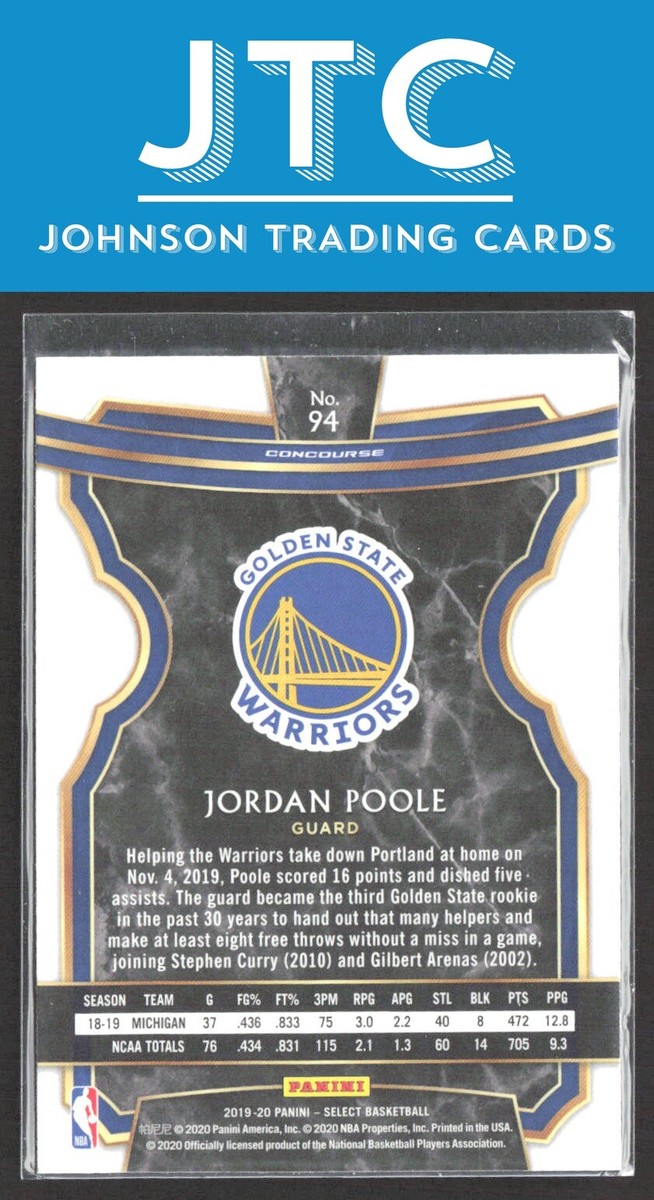 JTC
JOHNSON TRADING CARDS
No.
94
CONCOURSE
GOLDEN STATE
WARRIORS
JORDAN POOLE
GUARD
Helping the Warriors take down Portland at home on
Nov. 4, 2019, Poole scored 16 points and dished five
assists. The guard became the third Golden State rookie
in the past 30 years to hand out that many helpers and
make at least eight free throws without a miss in a game,
joining Stephen Curry (2010) and Gilbert Arenas (2002).
SEASON TEAM G FG% FT% 3PM RPG APG STL BLK PTS PPG
18-19 MICHIGAN 37 .436 .833 75 3.0 2.2 40 8 472 12.8
NCAA TOTALS 76 .434 .831 115 2.1 1.3 60 14 705 9.3
PANINI
2019-20 PANINI – SELECT BASKETBALL
帕尼尼 © 2020 Panini America, Inc. © 2020 NBA Properties, Inc. Printed in the USA.
© 2020 Officially licensed product of the National Basketball Players Association.
NBA